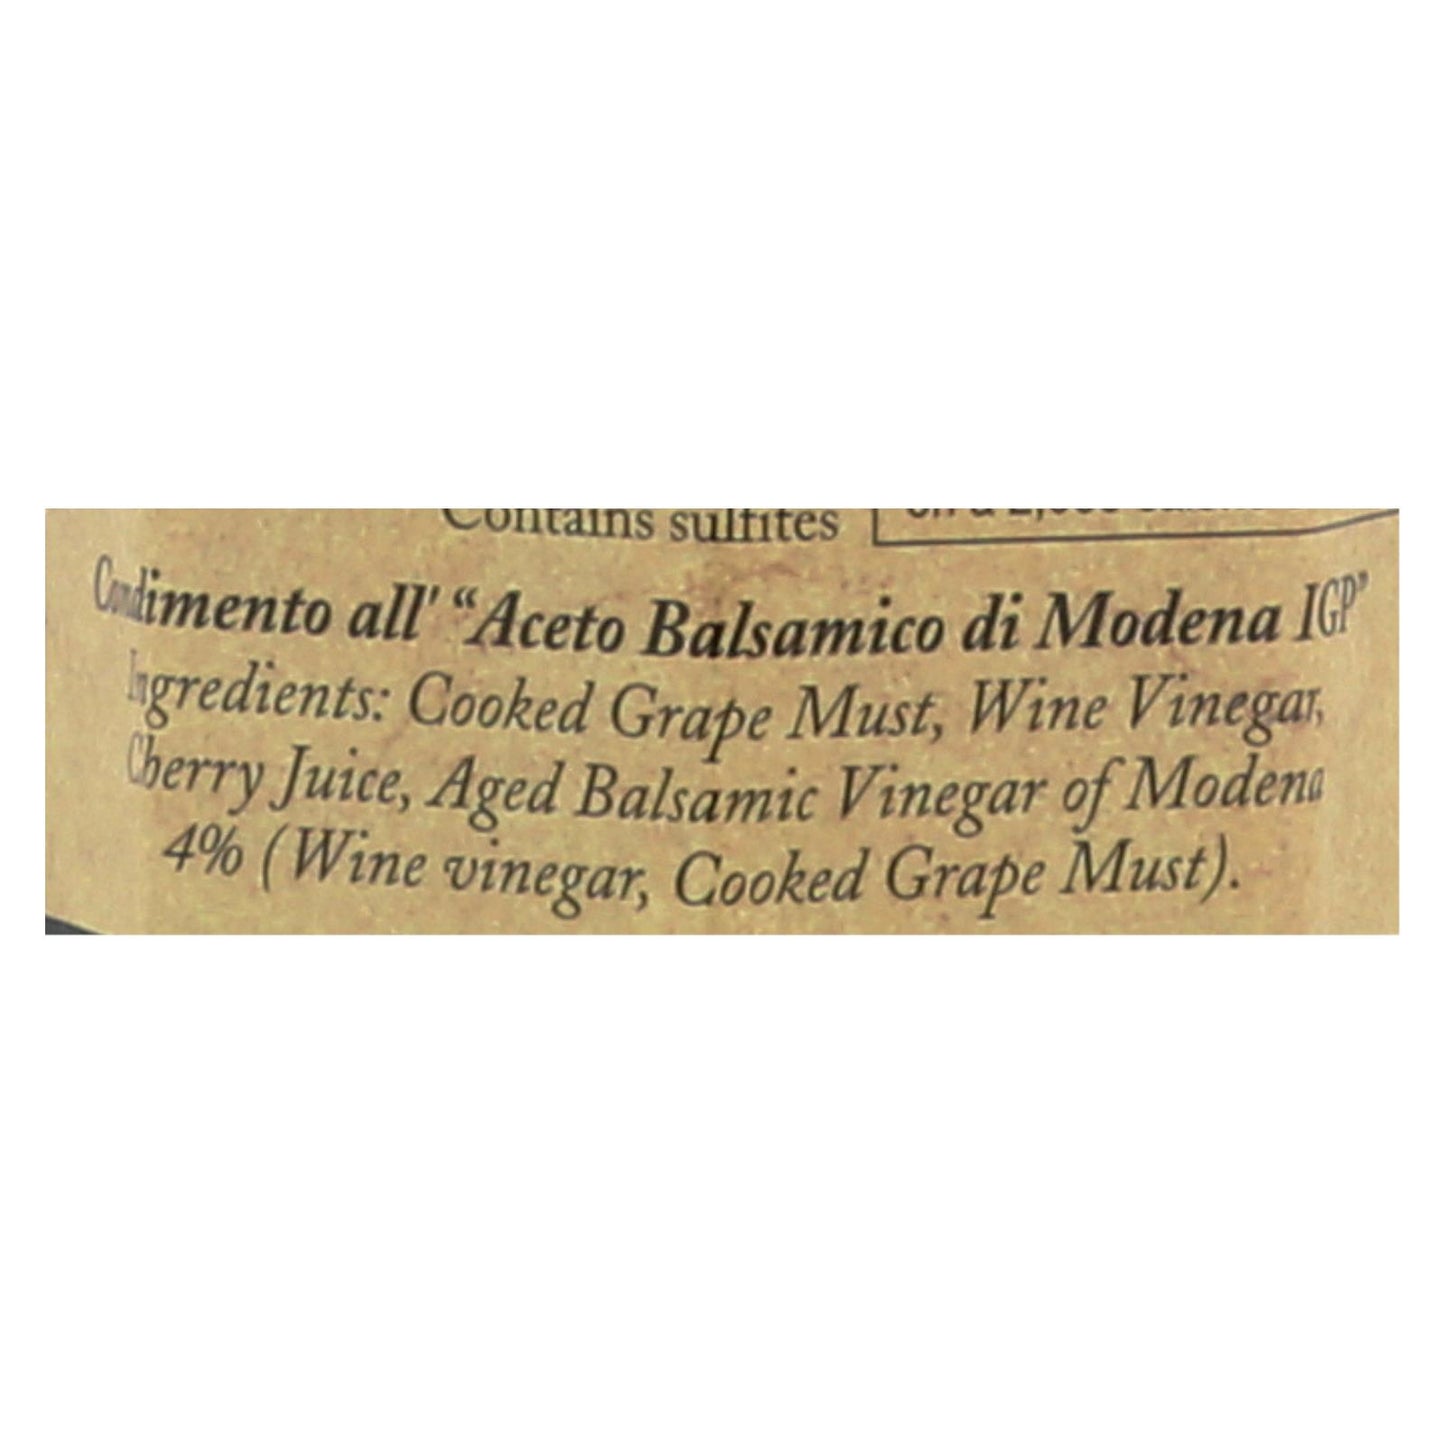 Contains sulfites
Condimento all' “Aceto Balsamico di Modena IGP”
Ingredients: Cooked Grape Must, Wine Vinegar,
Cherry Juice, Aged Balsamic Vinegar of Modena
4% (Wine vinegar, Cooked Grape Must).